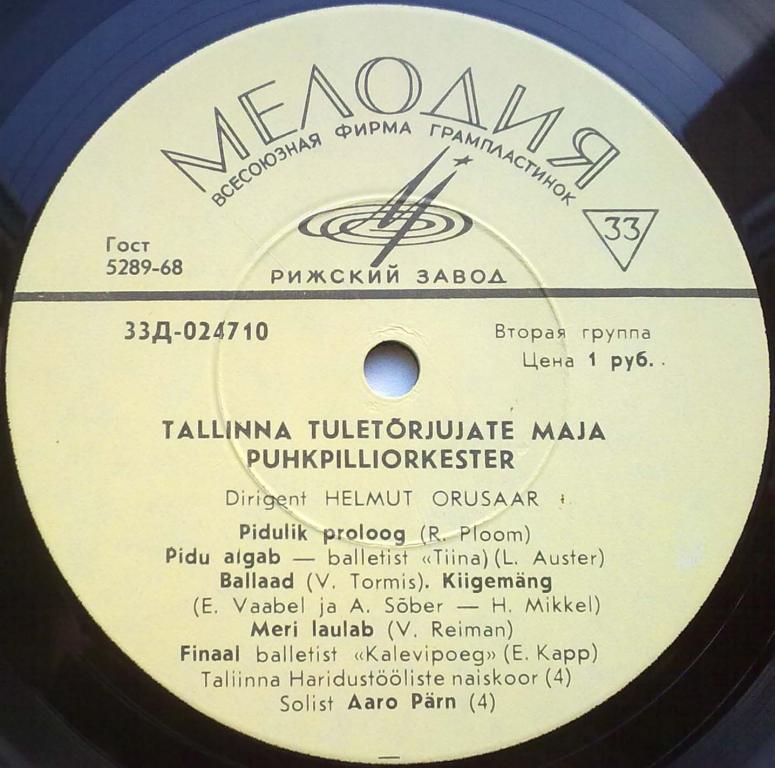 МЕЛОДИЯ
ВСЕСОЮЗНАЯ ФИРМА ГРАМПЛАСТИНОК
33
Гост
5289-68
РИЖСКИЙ ЗАВОД
33Д-024710
Вторая группа
Цена 1 руб.
TALLINNA TULETÕRJUJATE MAJA
PUHKPILLIORKESTER
Dirigent HELMUT ORUSAAR
Pidulik proloog (R. Ploom)
Pidu algab — balletist «Tiina) (L. Auster)
Ballaad (V. Tormis). Kiigemäng
(E. Vaabel ja A. Sõber — H. Mikkel)
Meri laulab (V. Reiman)
Finaal balletist «Kalevipoeg» (E. Kapp)
Taliinna Haridustööliste naiskoor (4)
Solist Aaro Pärn (4)